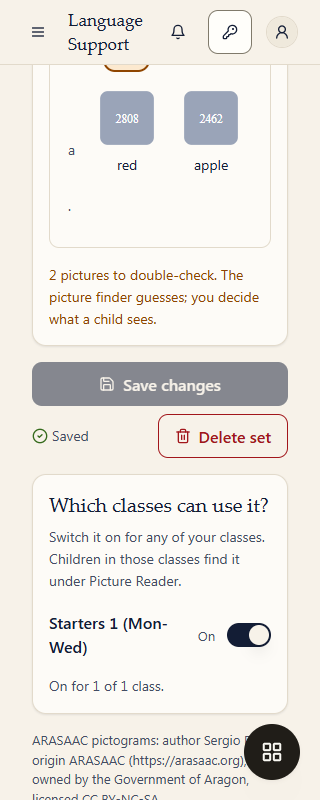 Language
Support
2808 2462
a red apple
.
2 pictures to double-check. The
picture finder guesses; you decide
what a child sees.
Save changes
Saved
Delete set
Which classes can use it?
Switch it on for any of your classes.
Children in those classes find it
under Picture Reader.
Starters 1 (Mon-
Wed)
On
On for 1 of 1 class.
ARASAAC pictograms: author Sergio
origin ARASAAC (https://arasaac.org),
owned by the Government of Aragon,
licensed CC BY-NC-SA